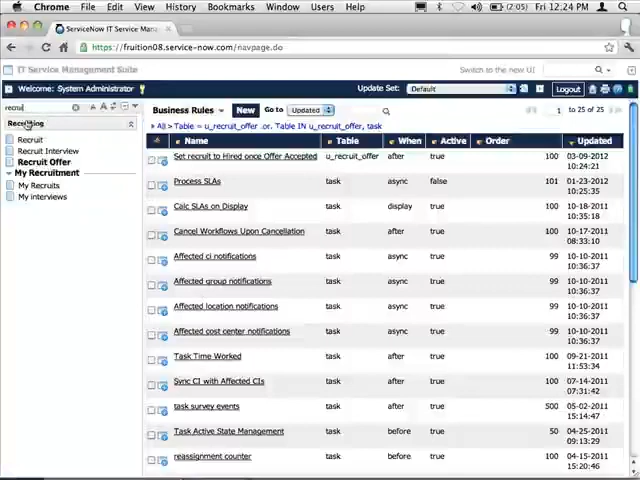 Chrome File Edit View History Bookmarks Window Users Help (2:05) Fri 12:24 PM
ServiceNow IT Service Mana
https://fruition08.service-now.com/navpage.do
IT Service Management Suite Switch to the new UI
Welcome: System Administrator Update Set: Default Logout
recrui
Business Rules New Go to Updated 1 to 25 of 25
Recruiting
All > Table = u_recruit_offer .or. Table IN u_recruit_offer, task
Recruit
Recruit Interview
Recruit Offer
My Recruitment
My Recruits
My interviews
Name Table When Active Order Updated
Set recruit to Hired once Offer Accepted u_recruit_offer after true 100 03-09-2012 10:24:21
Process SLAs task async false 101 01-23-2012 10:25:35
Calc SLAs on Display task display true 100 10-18-2011 10:35:18
Cancel Workflows Upon Cancellation task after true 100 10-17-2011 08:33:10
Affected ci notifications task async true 99 10-10-2011 10:36:37
Affected group notifications task async true 99 10-10-2011 10:36:37
Affected location notifications task async true 99 10-10-2011 10:36:37
Affected cost center notifications task async true 99 10-10-2011 10:36:37
Task Time Worked task after true 100 09-21-2011 11:53:34
Sync CI with Affected CIs task after true 100 07-14-2011 07:31:42
task survey events task after true 500 05-02-2011 15:14:47
Task Active State Management task before true 50 04-25-2011 09:13:29
reassignment counter task before true 100 04-15-2011 15:20:46